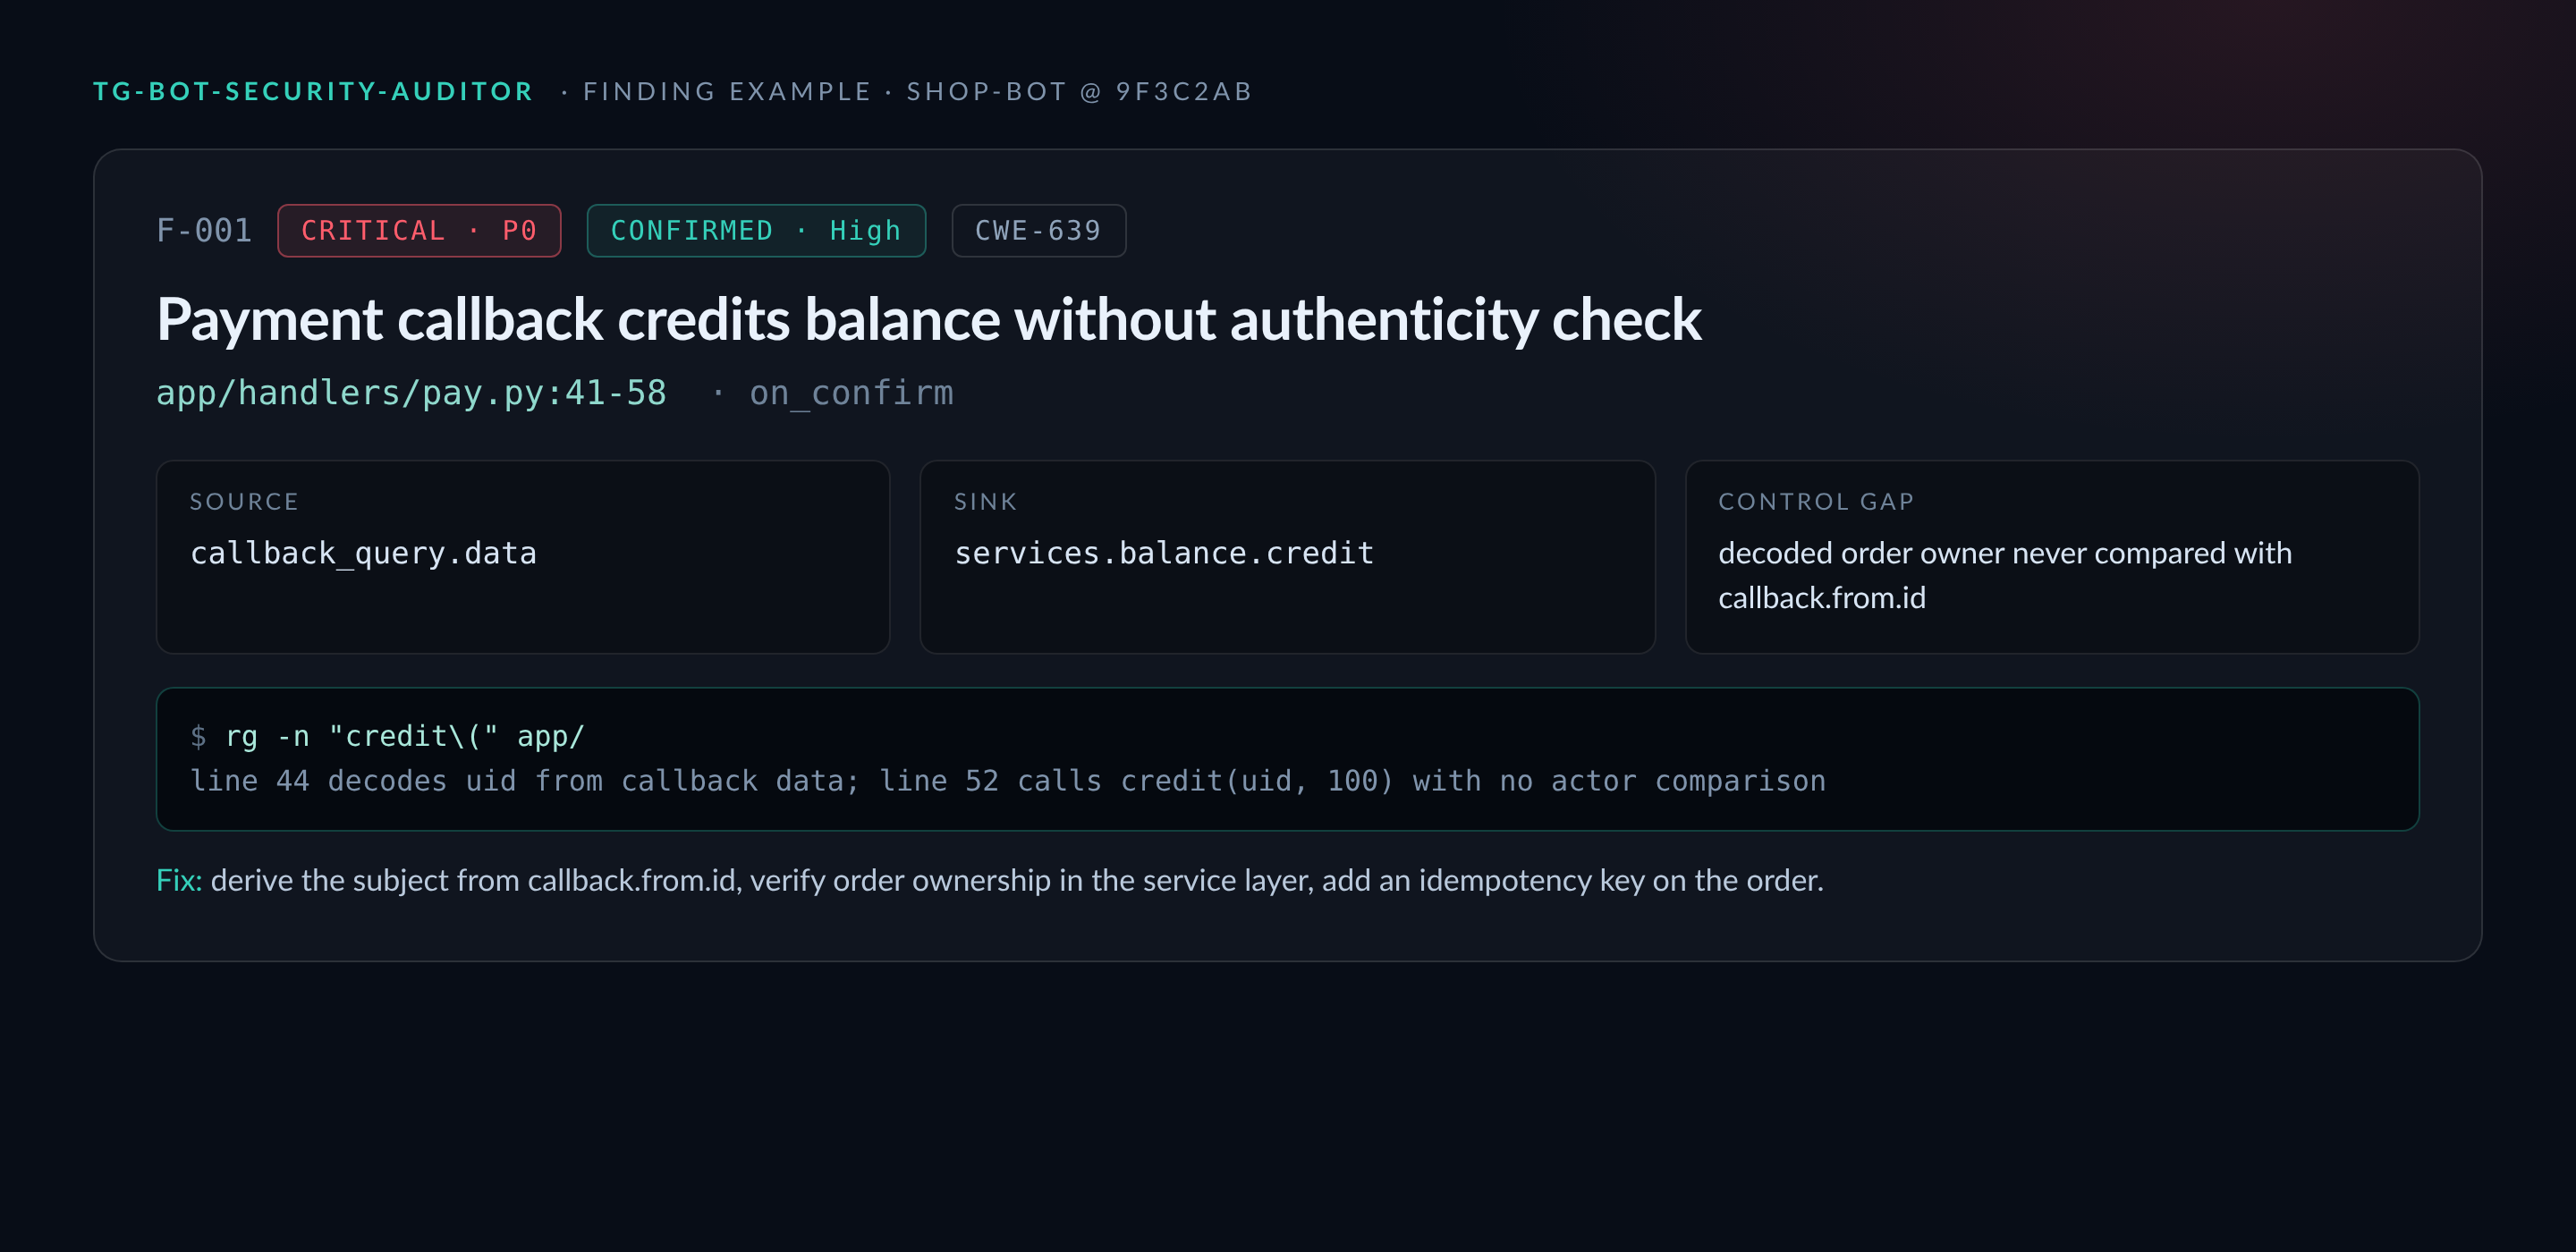 TG-BOT-SECURITY-AUDITOR · FINDING EXAMPLE · SHOP-BOT @ 9F3C2AB
F-001 CRITICAL · P0 CONFIRMED · High CWE-639
Payment callback credits balance without authenticity check
app/handlers/pay.py:41-58 · on_confirm
SOURCE
callback_query.data
SINK
services.balance.credit
CONTROL GAP
decoded order owner never compared with
callback.from.id
$ rg -n "credit\(" app/
line 44 decodes uid from callback data; line 52 calls credit(uid, 100) with no actor comparison
Fix: derive the subject from callback.from.id, verify order ownership in the service layer, add an idempotency key on the order.